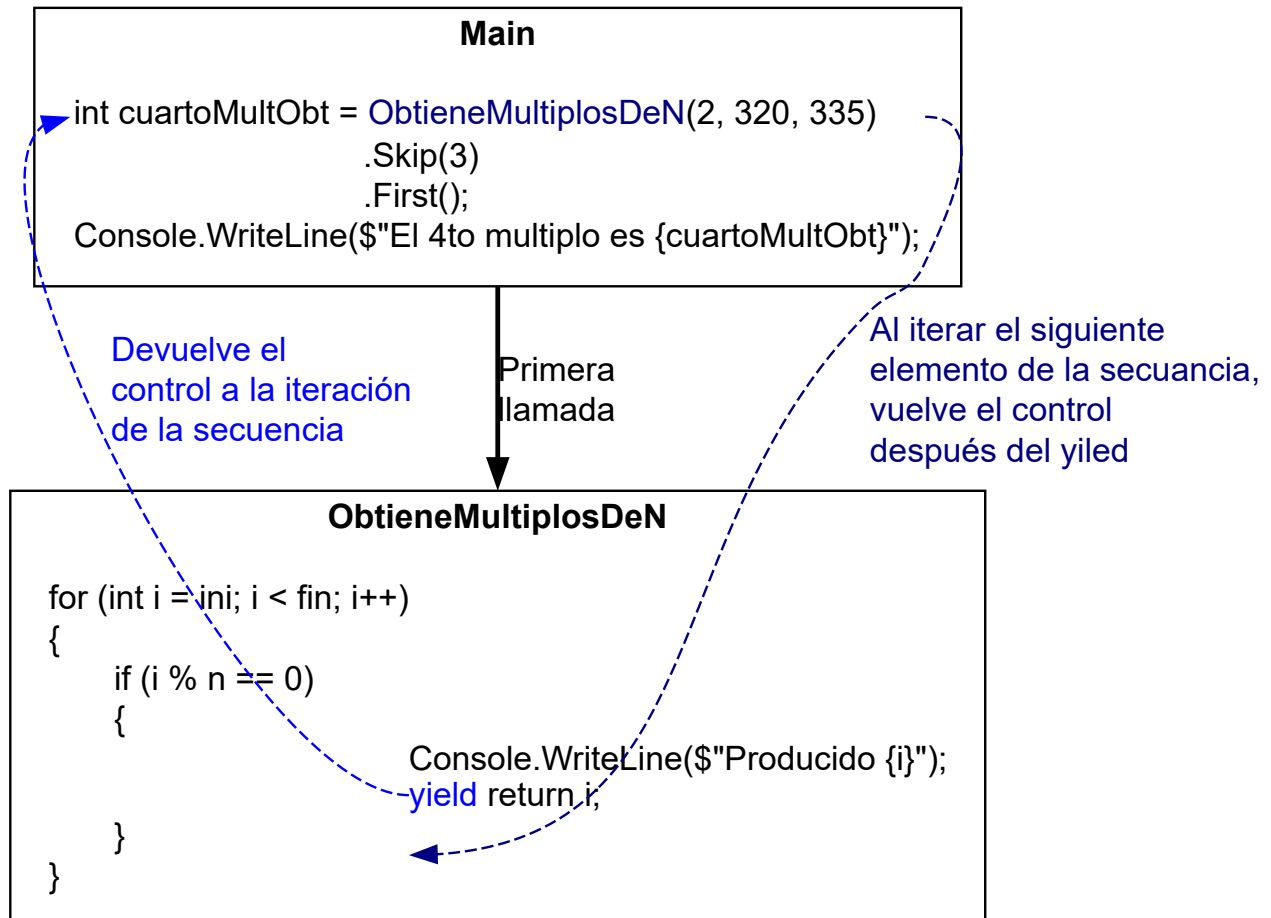 Main
int cuartoMultObt = ObtieneMultiplosDeN(2, 320, 335)
.Skip(3)
.First();
Console.WriteLine($"El 4to multiplo es {cuartoMultObt}");
Devuelve el
control a la iteración
de la secuencia
Primera
llamada
Al iterar el siguiente
elemento de la secuancia,
vuelve el control
después del yiled
ObtieneMultiplosDeN
for (int i = ini; i < fin; i++)
{
if (i % n == 0)
{
Console.WriteLine($"Producido {i}");
yield return i;
}
}